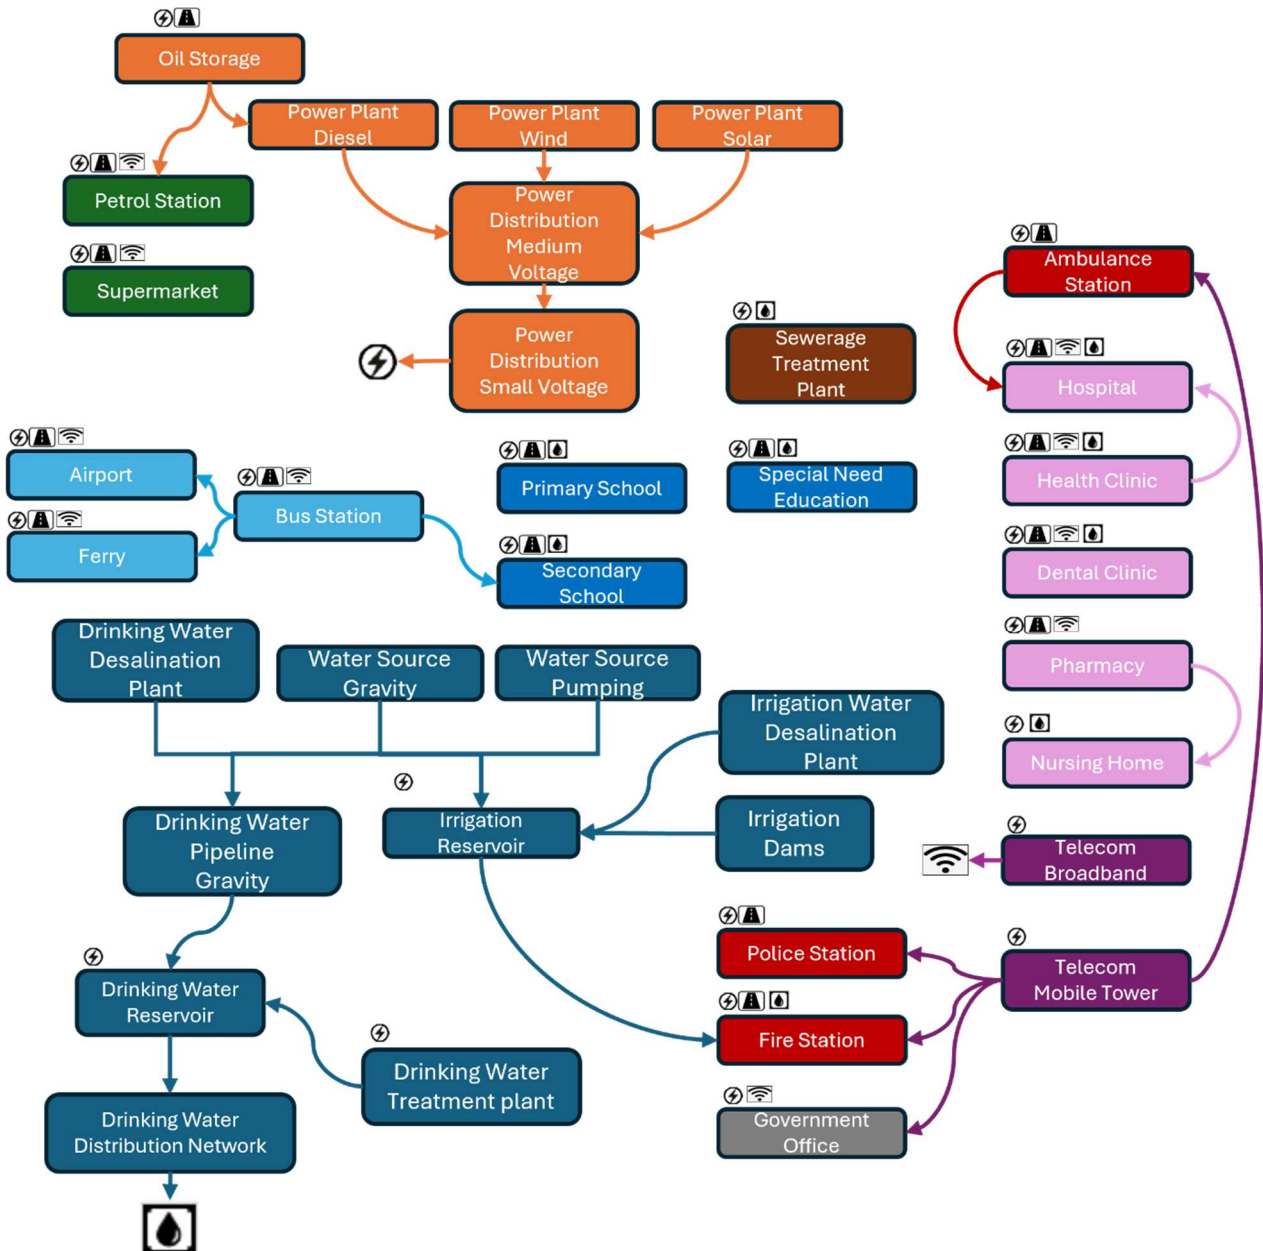 Oil Storage
Power Plant
Diesel
Power Plant
Wind
Power Plant
Solar
Petrol Station
Power
Distribution
Medium
Voltage
Supermarket
Ambulance
Station
Power
Distribution
Small Voltage
Sewerage
Treatment
Plant
Hospital
Airport
Bus Station
Ferry
Primary School
Special Need
Education
Health Clinic
Secondary
School
Dental Clinic
Drinking Water
Desalination
Plant
Water Source
Gravity
Water Source
Pumping
Pharmacy
Irrigation Water
Desalination
Plant
Nursing Home
Drinking Water
Pipeline
Gravity
Irrigation
Reservoir
Irrigation
Dams
Telecom
Broadband
Police Station
Telecom
Mobile Tower
Drinking Water
Reservoir
Fire Station
Drinking Water
Treatment plant
Drinking Water
Distribution Network
Government
Office